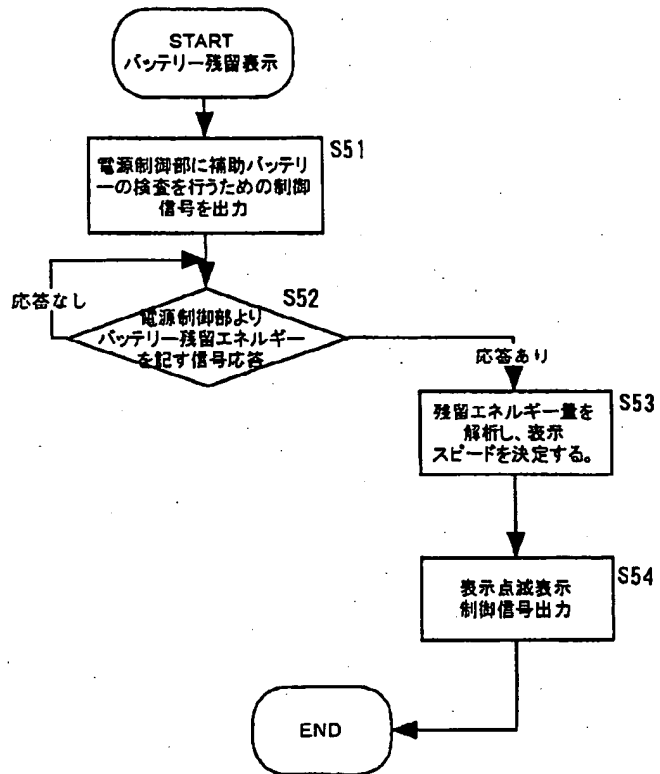 START
バッテリー残留表示
S51
電源制御部に補助バッテリ
ーの検査を行うための制御
信号を出力
応答なし
S52
電源制御部より
バッテリー残留エネルギー
を記す信号応答
応答あり
S53
残留エネルギー量を
解析し、表示
スピードを決定する。
S54
表示点滅表示
制御信号出力
END